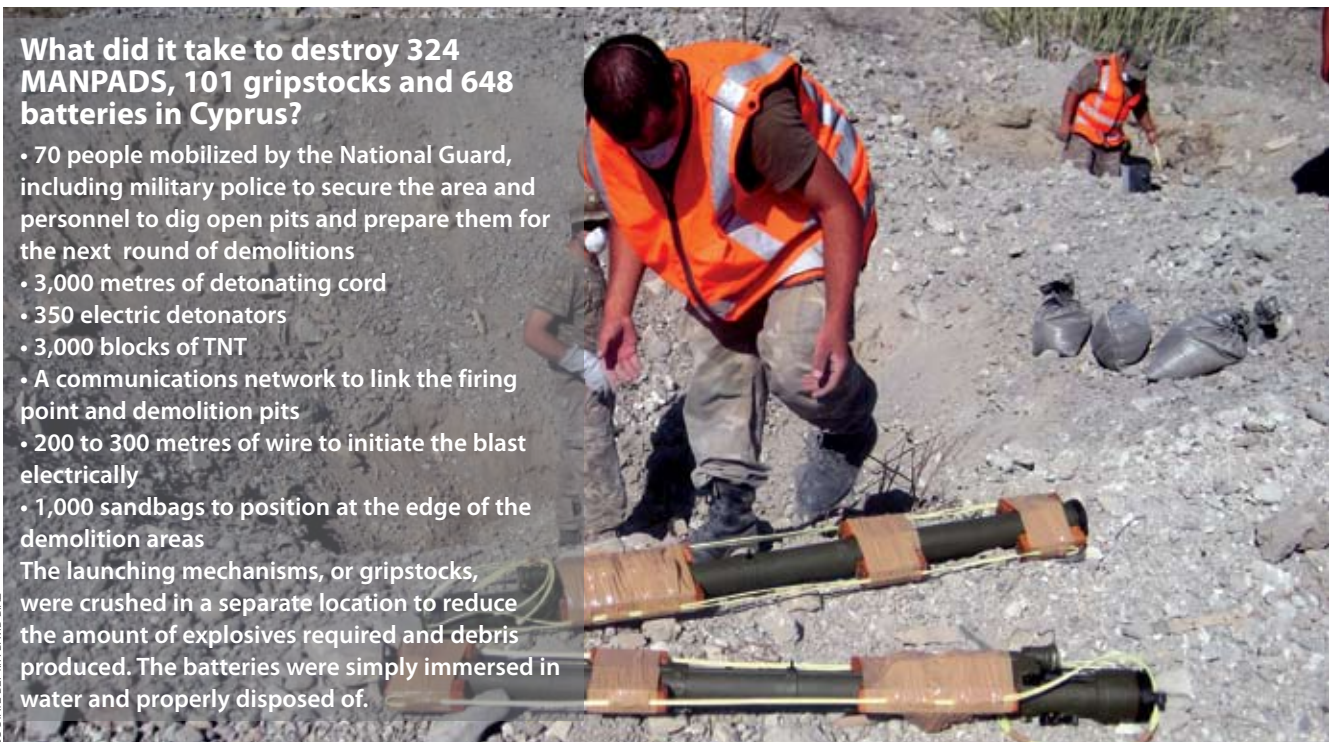 What did it take to destroy 324
MANPADS, 101 gripstocks and 648
batteries in Cyprus?
• 70 people mobilized by the National Guard,
including military police to secure the area and
personnel to dig open pits and prepare them for
the next  round of demolitions
• 3,000 metres of detonating cord
• 350 electric detonators
• 3,000 blocks of TNT
• A communications network to link the firing
point and demolition pits
• 200 to 300 metres of wire to initiate the blast
electrically
• 1,000 sandbags to position at the edge of the
demolition areas
The launching mechanisms, or gripstocks,
were crushed in a separate location to reduce
the amount of explosives required and debris
produced. The batteries were simply immersed in
water and properly disposed of.